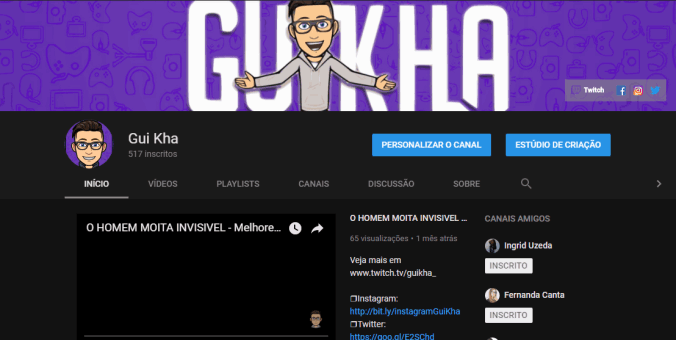 GUIKHA
Twitch
Gui Kha
517 inscritos
PERSONALIZAR O CANAL
ESTÚDIO DE CRIAÇÃO
INÍCIO
VÍDEOS
PLAYLISTS
CANAIS
DISCUSSÃO
SOBRE
O HOMEM MOITA INVISIVEL - Melhore...
O HOMEM MOITA INVISIVEL ...
65 visualizações • 1 mês atrás
Veja mais em
www.twitch.tv/guikha_
❒Instagram:
http://bit.ly/instagramGuiKha
❒Twitter:
https://goo.gl/E2SChd
CANAIS AMIGOS
Ingrid Uzeda
INSCRITO
Fernanda Canta
INSCRITO